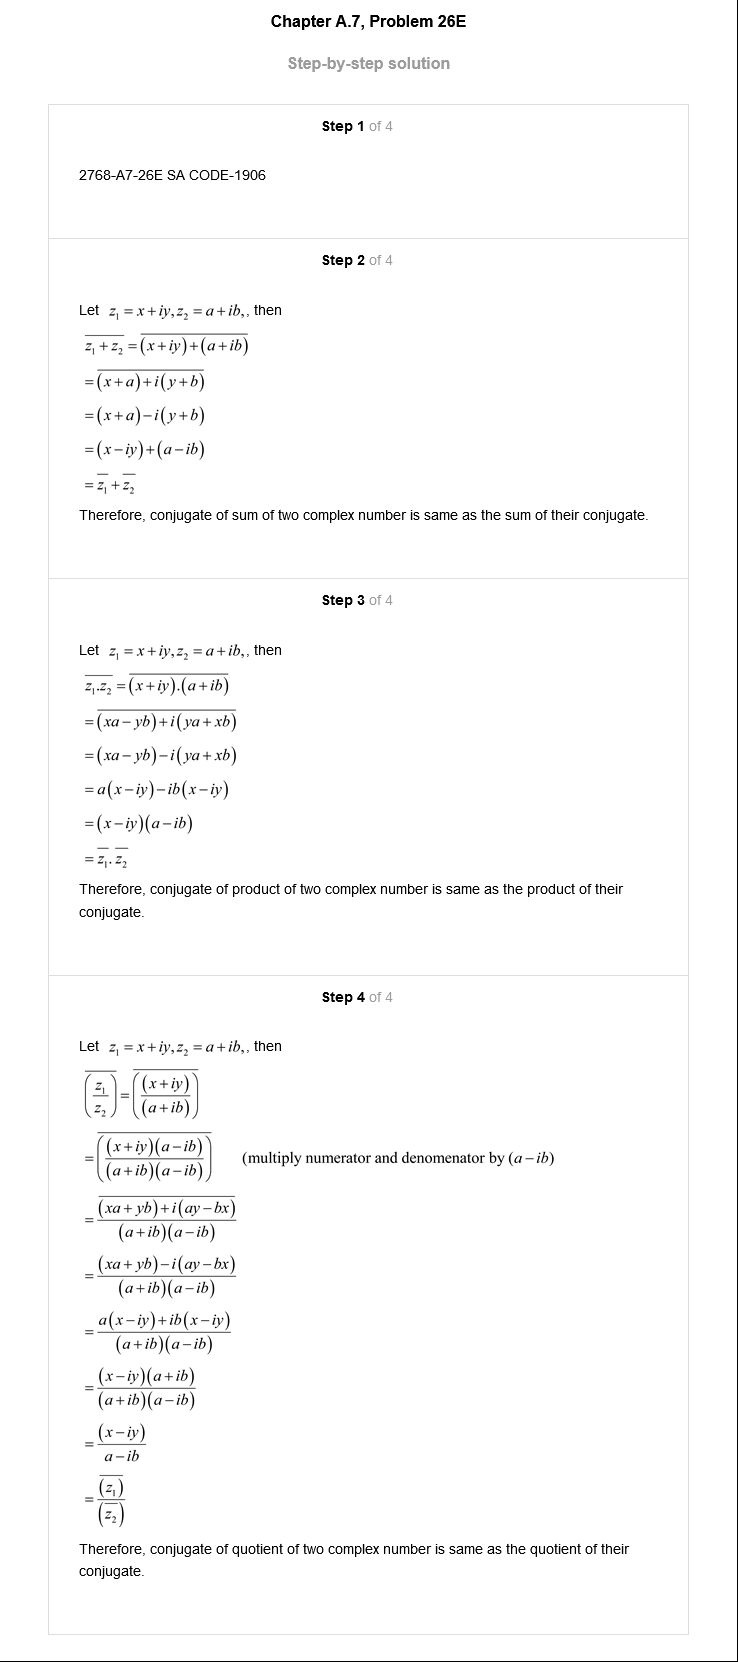 Chapter A.7, Problem 26E
Step-by-step solution
Step 1 of 4
2768-A7-26E SA CODE-1906
Step 2 of 4
Let $z_1 = x+iy, z_2 = a+ib,$, then
$\overline{z_1+z_2} = \overline{(x+iy)+(a+ib)}$
$= \overline{(x+a)+i(y+b)}$
$= (x+a)-i(y+b)$
$= (x-iy)+(a-ib)$
$= \overline{z_1}+\overline{z_2}$
Therefore, conjugate of sum of two complex number is same as the sum of their conjugate.
Step 3 of 4
Let $z_1 = x+iy, z_2 = a+ib,$, then
$\overline{z_1.z_2} = \overline{(x+iy).(a+ib)}$
$= \overline{(xa-yb)+i(ya+xb)}$
$= (xa-yb)-i(ya+xb)$
$= a(x-iy)-ib(x-iy)$
$= (x-iy)(a-ib)$
$= \overline{z_1}.\overline{z_2}$
Therefore, conjugate of product of two complex number is same as the product of their
conjugate.
Step 4 of 4
Let $z_1 = x+iy, z_2 = a+ib,$, then
$\overline{\left(\frac{z_1}{z_2}\right)} = \overline{\left(\frac{(x+iy)}{(a+ib)}\right)}$
$= \overline{\left(\frac{(x+iy)(a-ib)}{(a+ib)(a-ib)}\right)}$ (multiply numerator and denomenator by $(a-ib)$)
$= \frac{\overline{(xa+yb)+i(ay-bx)}}{(a+ib)(a-ib)}$
$= \frac{(xa+yb)-i(ay-bx)}{(a+ib)(a-ib)}$
$= \frac{a(x-iy)+ib(x-iy)}{(a+ib)(a-ib)}$
$= \frac{(x-iy)(a+ib)}{(a+ib)(a-ib)}$
$= \frac{(x-iy)}{a-ib}$
$= \frac{\overline{(z_1)}}{(\overline{z_2})}$
Therefore, conjugate of quotient of two complex number is same as the quotient of their
conjugate.